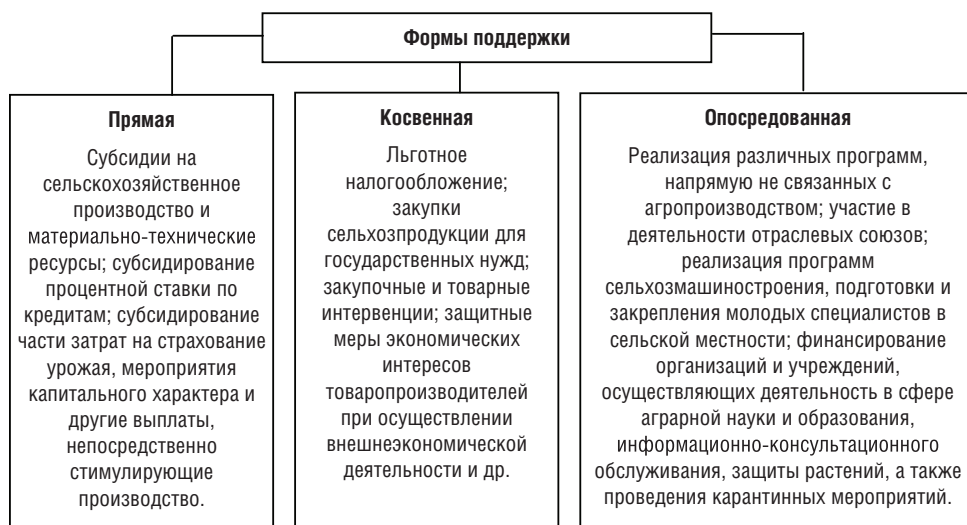 Формы поддержки
Прямая
Субсидии на
сельскохозяйственное
производство и
материально-технические
ресурсы; субсидирование
процентной ставки по
кредитам; субсидирование
части затрат на страхование
урожая, мероприятия
капитального характера и
другие выплаты,
непосредственно
стимулирующие
производство.
Косвенная
Льготное
налогообложение;
закупки
сельхозпродукции для
государственных нужд;
закупочные и товарные
интервенции; защитные
меры экономических
интересов
товаропроизводителей
при осуществлении
внешнеэкономической
деятельности и др.
Опосредованная
Реализация различных программ,
напрямую не связанных с
агропроизводством; участие в
деятельности отраслевых союзов;
реализация программ
сельхозмашиностроения, подготовки и
закрепления молодых специалистов в
сельской местности; финансирование
организаций и учреждений,
осуществляющих деятельность в сфере
аграрной науки и образования,
информационно-консультационного
обслуживания, защиты растений, а также
проведения карантинных мероприятий.